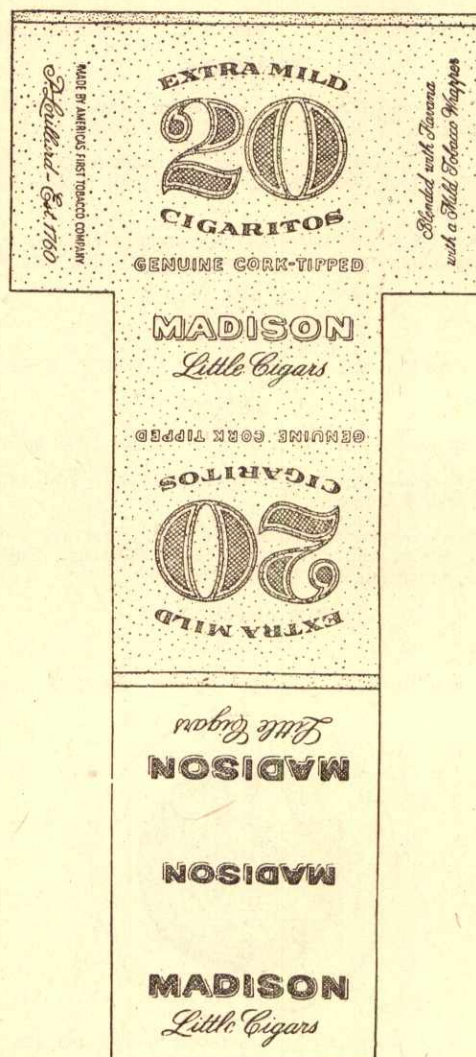 MADE BY AMERICA'S FIRST TOBACCO COMPANY
P. Lorillard - Est. 1760
EXTRA MILD
20
CIGARITOS
GENUINE CORK-TIPPED
MADISON
Little Cigars
Blended with Havana
with a Mild Tobacco Wrapper
GENUINE CORK TIPPED
CIGARITOS
20
EXTRA MILD
Little Cigars
MADISON
MADISON
MADISON
Little Cigars